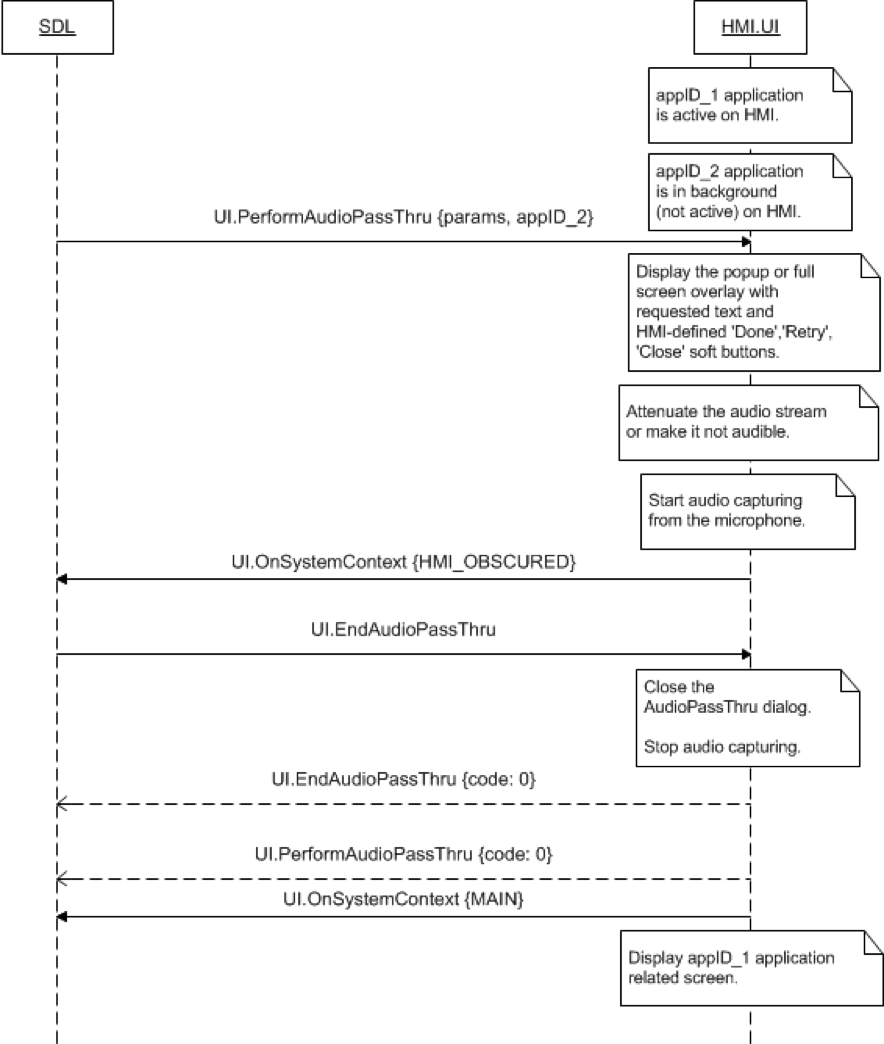 SDL
HMI.UI
appID_1 application
is active on HMI.
appID_2 application
is in background
(not active) on HMI.
UI.PerformAudioPassThru {params, appID_2}
Display the popup or full
screen overlay with
requested text and
HMI-defined 'Done','Retry',
'Close' soft buttons.
Attenuate the audio stream
or make it not audible.
Start audio capturing
from the microphone.
UI.OnSystemContext {HMI_OBSCURED}
UI.EndAudioPassThru
Close the
AudioPassThru dialog.
Stop audio capturing.
UI.EndAudioPassThru {code: 0}
UI.PerformAudioPassThru {code: 0}
UI.OnSystemContext {MAIN}
Display appID_1 application
related screen.